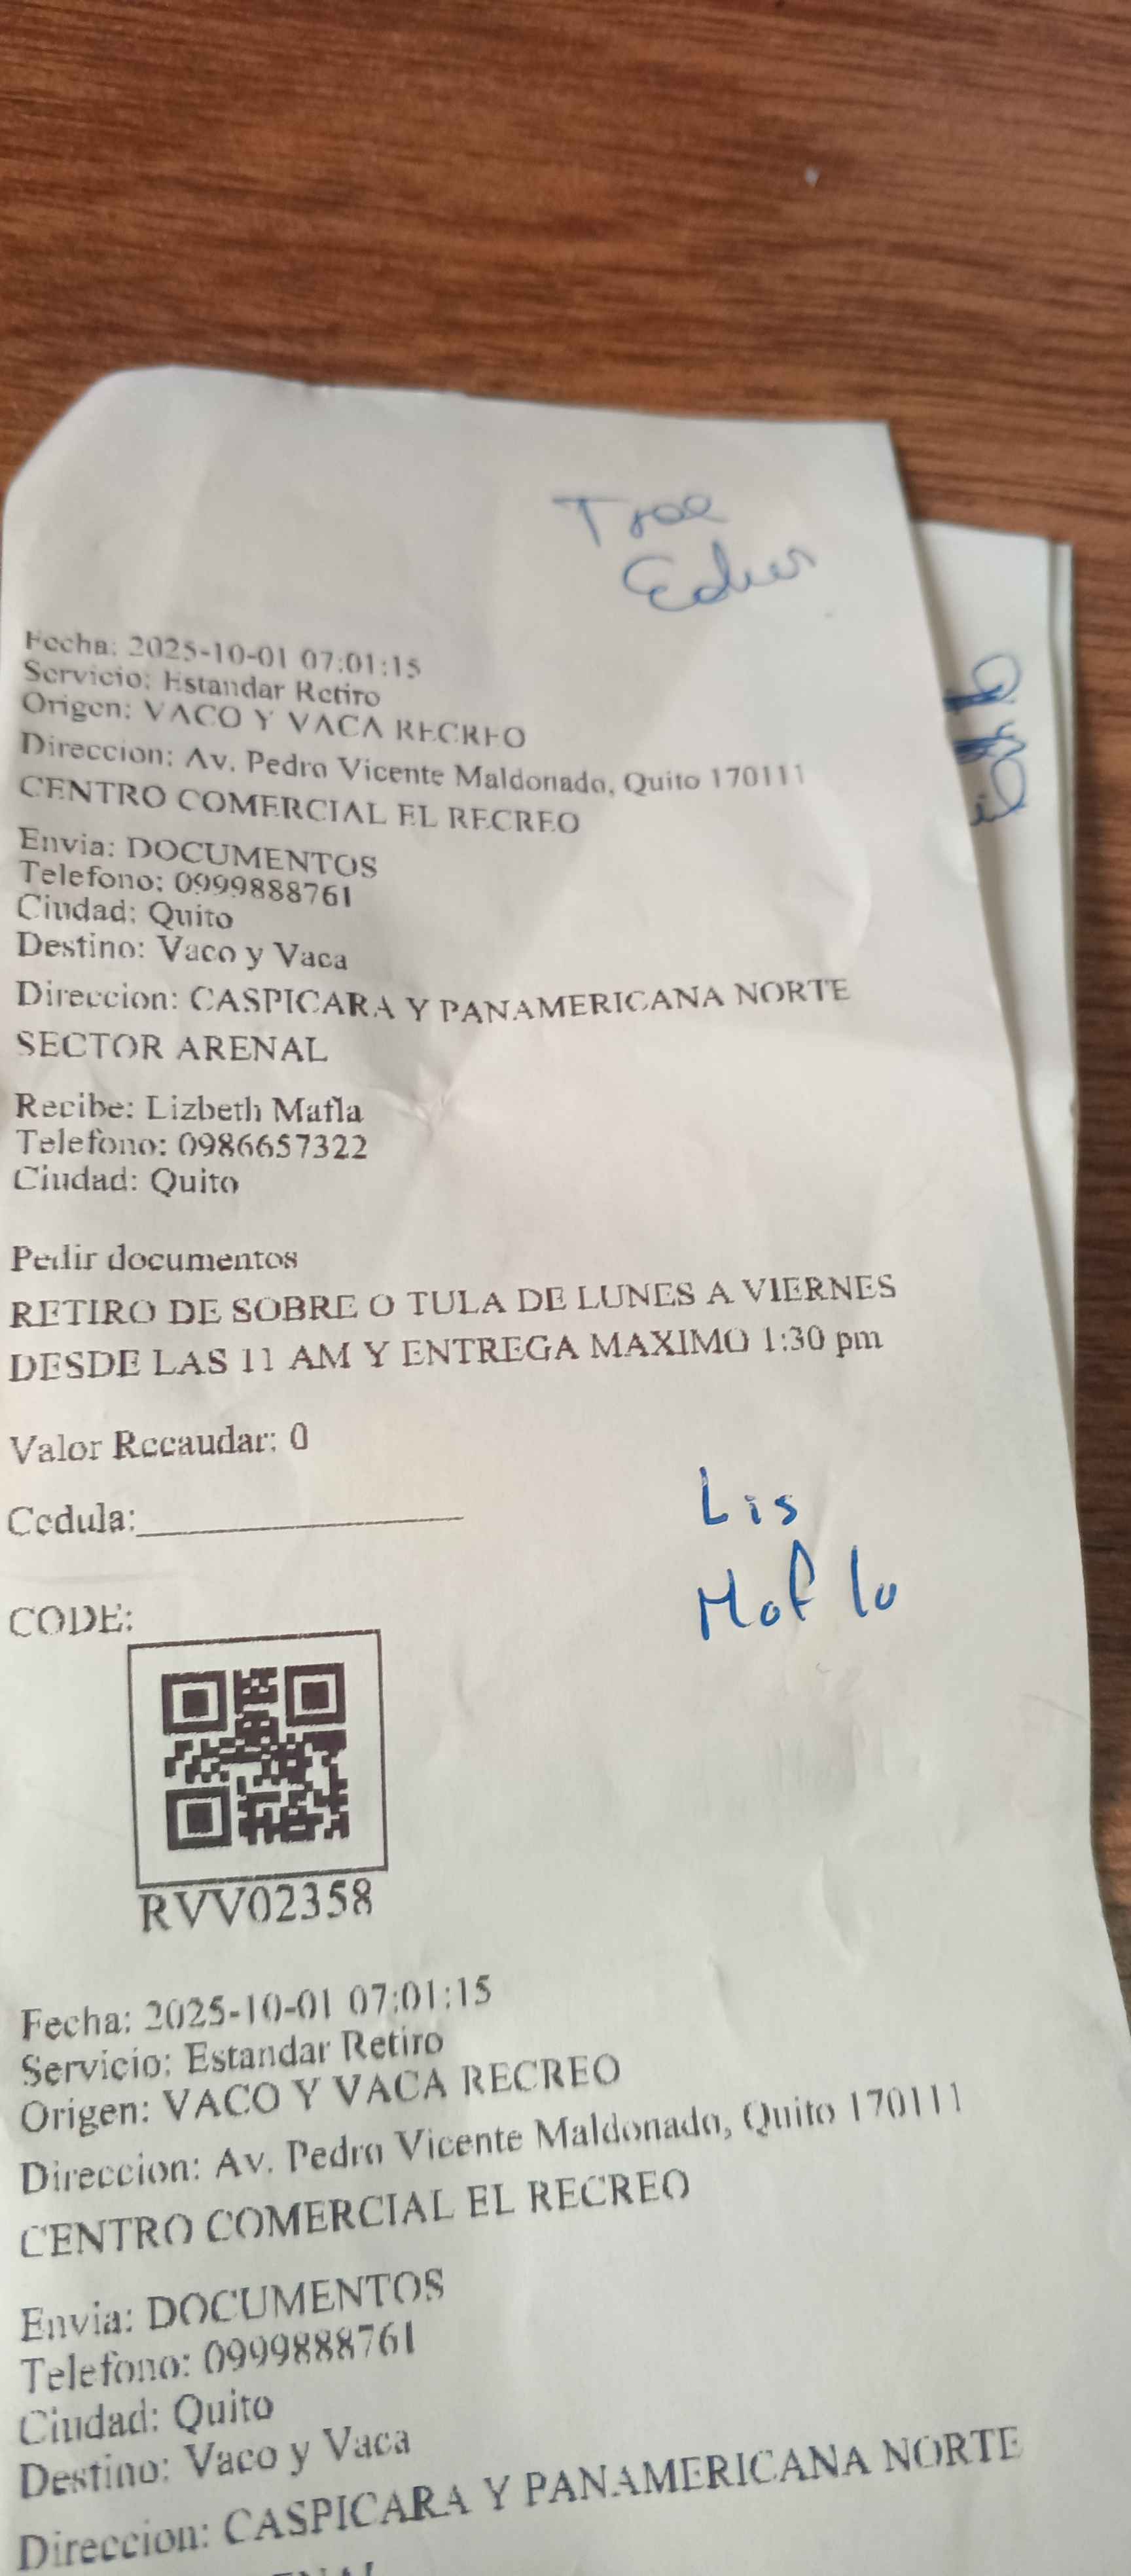 Trae
Fecha: 2025-10-01 07:01:15
Servicio: Estandar Retiro
Origen: VACO Y VACA RECREO
Direccion: Av. Pedro Vicente Maldonado, Quito 170111
CENTRO COMERCIAL EL RECREO
Envia: DOCUMENTOS
Telefono: 0999888761
Ciudad: Quito
Destino: Vaco y Vaca
Direccion: CASPICARA Y PANAMERICANA NORTE
SECTOR ARENAL
Recibe: Lizbeth Mafla
Telefono: 0986657322
Ciudad: Quito
Pedir documentos
RETIRO DE SOBRE O TULA DE LUNES A VIERNES
DESDE LAS 11 AM Y ENTREGA MAXIMO 1:30 pm
Valor Recaudar: 0
Cedula:
Lis
Mafla
CODE:
RVV02358
Fecha: 2025-10-01 07:01:15
Servicio: Estandar Retiro
Origen: VACO Y VACA RECREO
Direccion: Av. Pedro Vicente Maldonado, Quito 170111
CENTRO COMERCIAL EL RECREO
Envia: DOCUMENTOS
Telefono: 0999888761
Ciudad: Quito
Destino: Vaco y Vaca
Direccion: CASPICARA Y PANAMERICANA NORTE